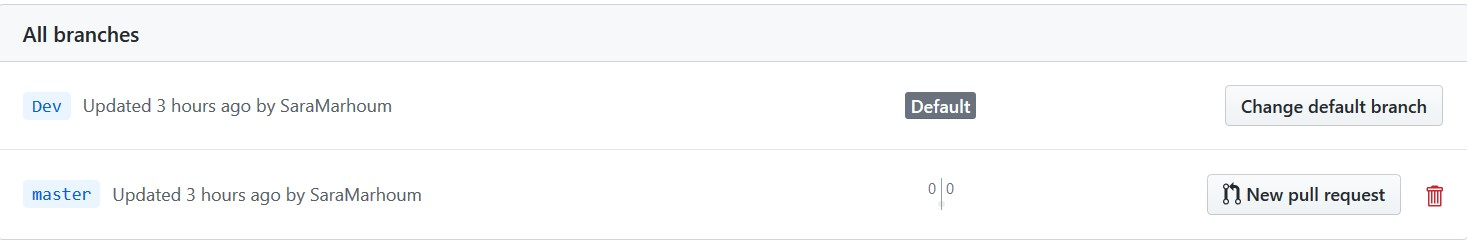 All branches
Dev Updated 3 hours ago by SaraMarhoum Default Change default branch
master Updated 3 hours ago by SaraMarhoum 0 0 New pull request